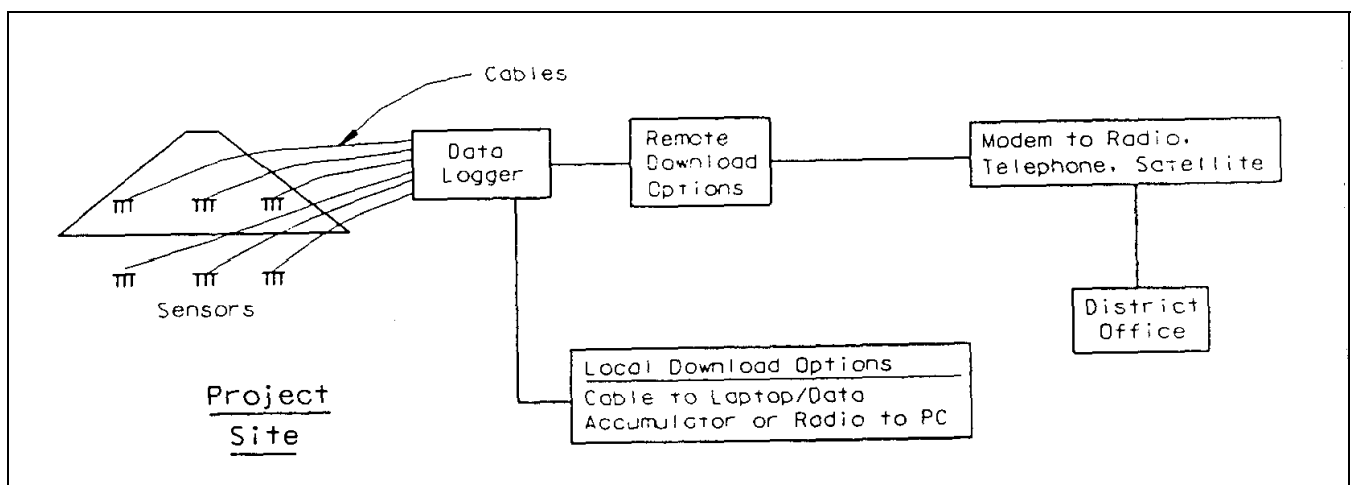 Cables
Data
Logger
Remote
Download
Options
Modem to Radio,
Telephone, Satellite
District
Office
Sensors
Local Download Options
Cable to Laptop/Data
Accumulator or Radio to PC
Project
Site